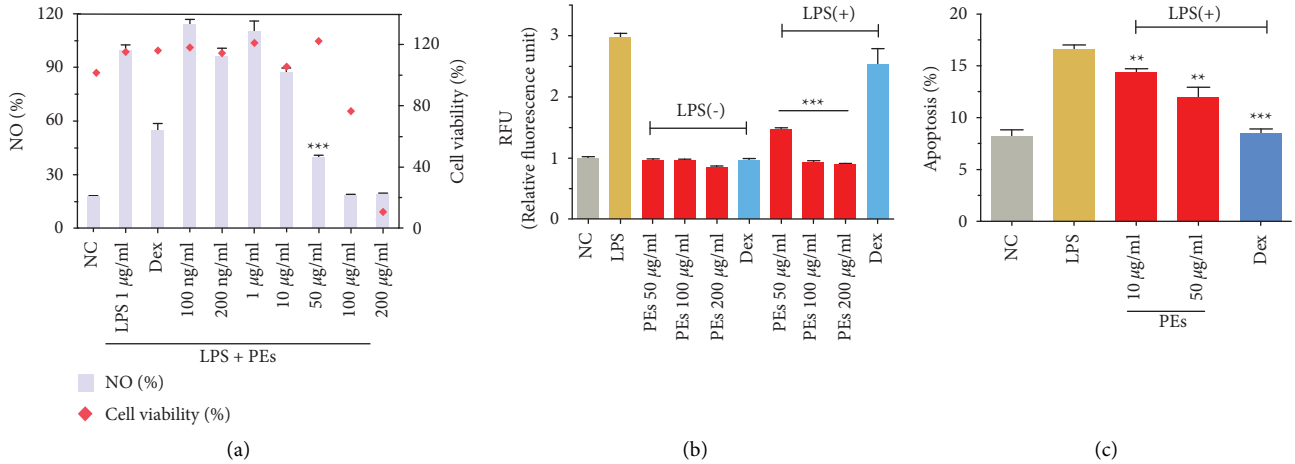 120
90
60
30
0
NO (%)
120
80
40
0
Cell viability (%)
***
NC
LPS 1 µg/ml
Dex
100 ng/ml
200 ng/ml
1 µg/ml
10 µg/ml
50 µg/ml
100 µg/ml
200 µg/ml
LPS + PEs
NO (%)
Cell viability (%)
(a)
RFU
(Relative fluorescence unit)
3
2
1
0
LPS(-)
LPS(+)
***
NC
LPS
PEs 50 µg/ml
PEs 100 µg/ml
PEs 200 µg/ml
Dex
PEs 50 µg/ml
PEs 100 µg/ml
PEs 200 µg/ml
Dex
(b)
Apoptosis (%)
20
15
10
5
0
LPS(+)
**
**
***
NC
LPS
10 µg/ml
50 µg/ml
Dex
PEs
(c)